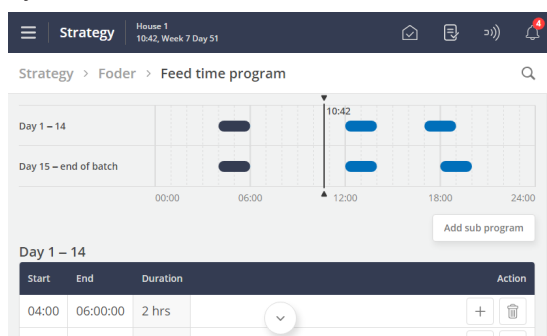 Strategy
House 1
10:42, Week 7 Day 51
4
Strategy > Foder > Feed time program
10:42
Day 1 – 14
Day 15 – end of batch
00:00 06:00 12:00 18:00 24:00
Add sub program
Day 1 – 14
Start End Duration Action
04:00 06:00:00 2 hrs